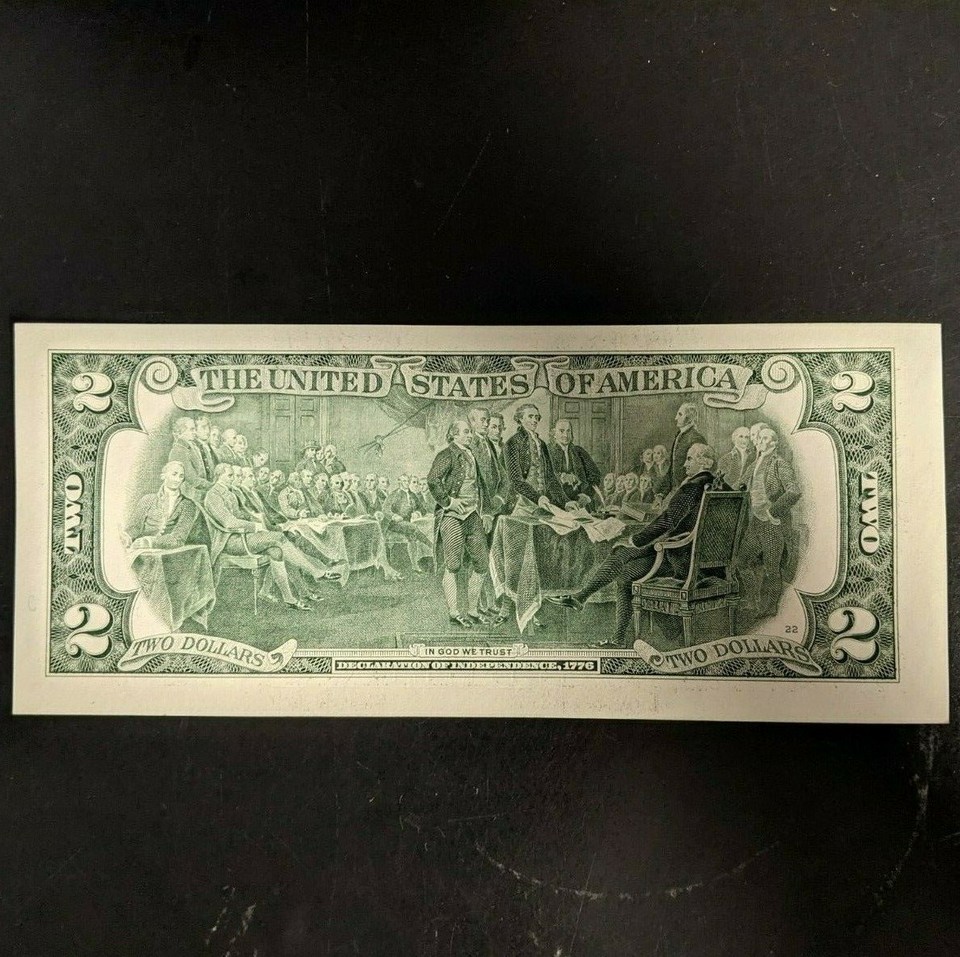 THE UNITED STATES OF AMERICA
2
2
TWO
TWO
2
2
22
TWO DOLLARS
IN GOD WE TRUST
TWO DOLLARS
DECLARATION OF INDEPENDENCE, 1776